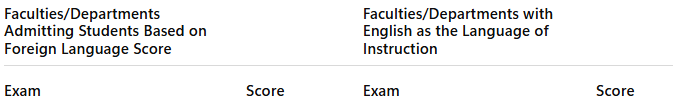 Faculties/Departments
Admitting Students Based on
Foreign Language Score
Faculties/Departments with
English as the Language of
Instruction
Exam Score Exam Score